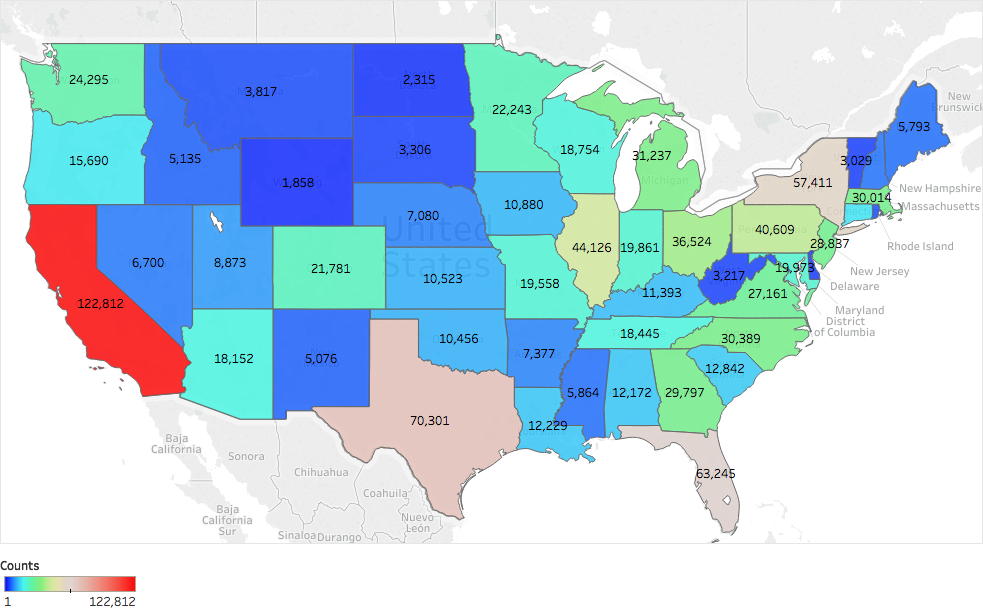 New
Brunswick
24,295
3,817
2,315
22,243
5,793
15,690
5,135
3,306
18,754
31,237
Michigan
3,029
1,858
57,411
New Hampshire
30,014
Massachusetts
7,080
10,880
United
States
40,609
28,837
Rhode Island
122,812
6,700
8,873
21,781
10,523
44,126
19,861
36,524
3,217
19,973
New Jersey
Delaware
27,161
Maryland
District
of Columbia
19,558
11,393
18,152
5,076
10,456
7,377
18,445
30,389
12,842
5,864
12,172
29,797
70,301
12,229
63,245
Baja
California
Sonora
Chihuahua
Coahuila
Baja
California
Sur
Sinaloa
Durango
Nuevo
León
Counts
1
122,812